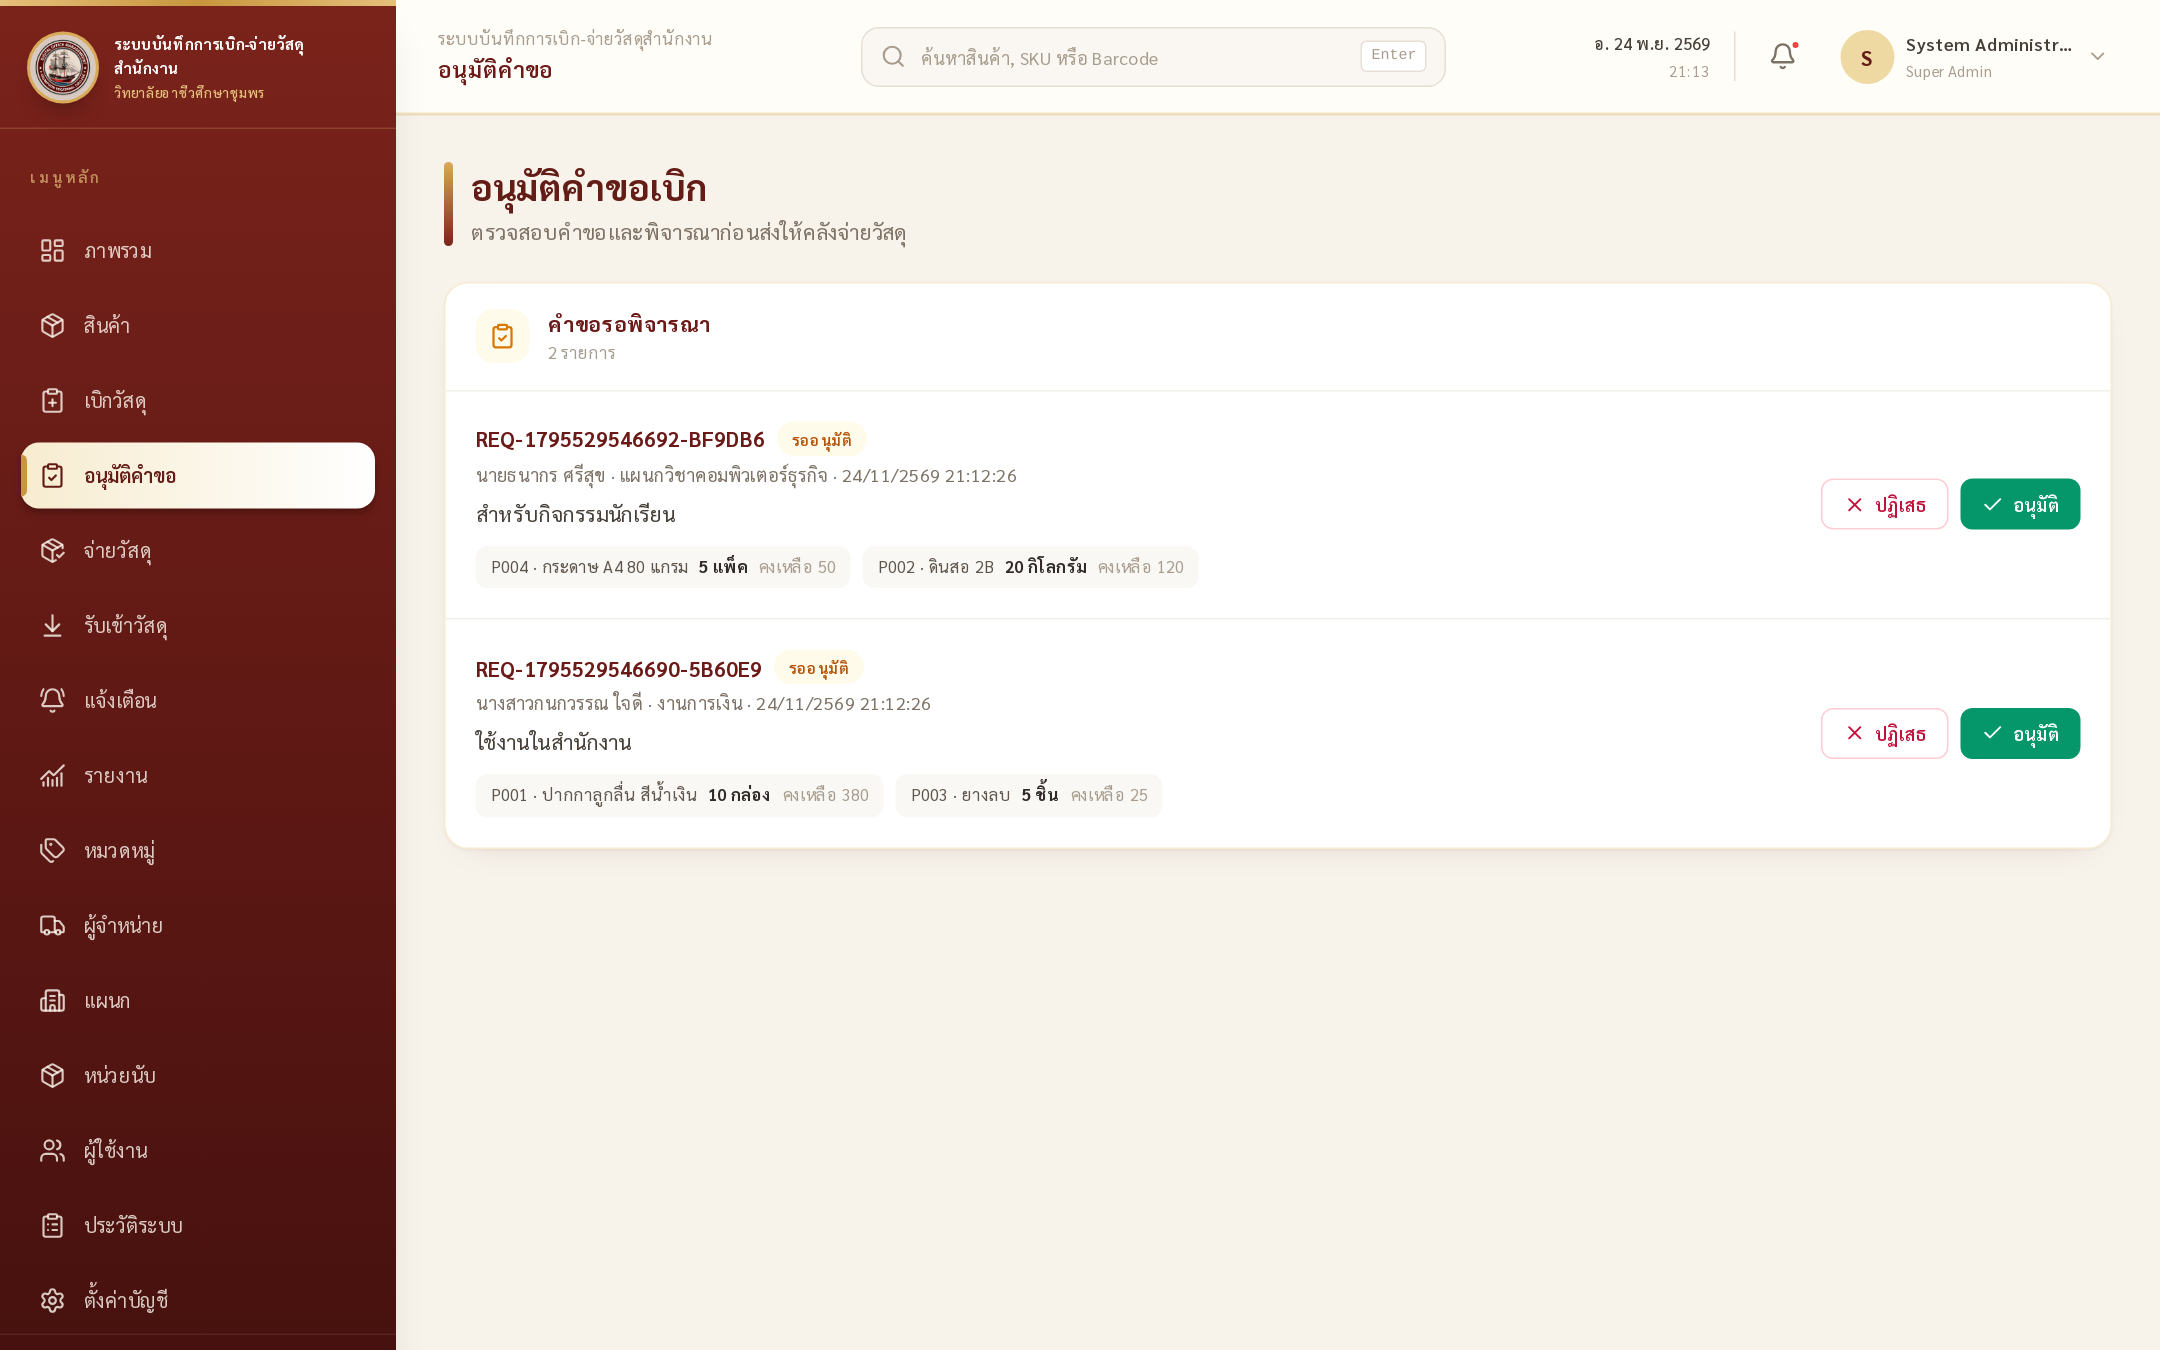 ระบบบันทึกการเบิก-จ่ายวัสดุ
สำนักงาน
วิทยาลัยอาชีวศึกษาชุมพร
เมนูหลัก
ภาพรวม
สินค้า
เบิกวัสดุ
อนุมัติคำขอ
จ่ายวัสดุ
รับเข้าวัสดุ
แจ้งเตือน
รายงาน
หมวดหมู่
ผู้จำหน่าย
แผนก
หน่วยนับ
ผู้ใช้งาน
ประวัติระบบ
ตั้งค่าบัญชี
ระบบบันทึกการเบิก-จ่ายวัสดุสำนักงาน
อนุมัติคำขอ
ค้นหาสินค้า, SKU หรือ Barcode
Enter
อ. 24 พ.ย. 2569
21:13
S
System Administr...
Super Admin
อนุมัติคำขอเบิก
ตรวจสอบคำขอและพิจารณาก่อนส่งให้คลังจ่ายวัสดุ
คำขอรอพิจารณา
2 รายการ
REQ-1795529546692-BF9DB6 รออนุมัติ
นายธนากร ศรีสุข · แผนกวิชาคอมพิวเตอร์ธุรกิจ · 24/11/2569 21:12:26
สำหรับกิจกรรมนักเรียน
P004 · กระดาษ A4 80 แกรม 5 แพ็ค คงเหลือ 50
P002 · ดินสอ 2B 20 กิโลกรัม คงเหลือ 120
ปฏิเสธ
อนุมัติ
REQ-1795529546690-5B60E9 รออนุมัติ
นางสาวกนกวรรณ ใจดี · งานการเงิน · 24/11/2569 21:12:26
ใช้งานในสำนักงาน
P001 · ปากกาลูกลื่น สีน้ำเงิน 10 กล่อง คงเหลือ 380
P003 · ยางลบ 5 ชิ้น คงเหลือ 25
ปฏิเสธ
อนุมัติ